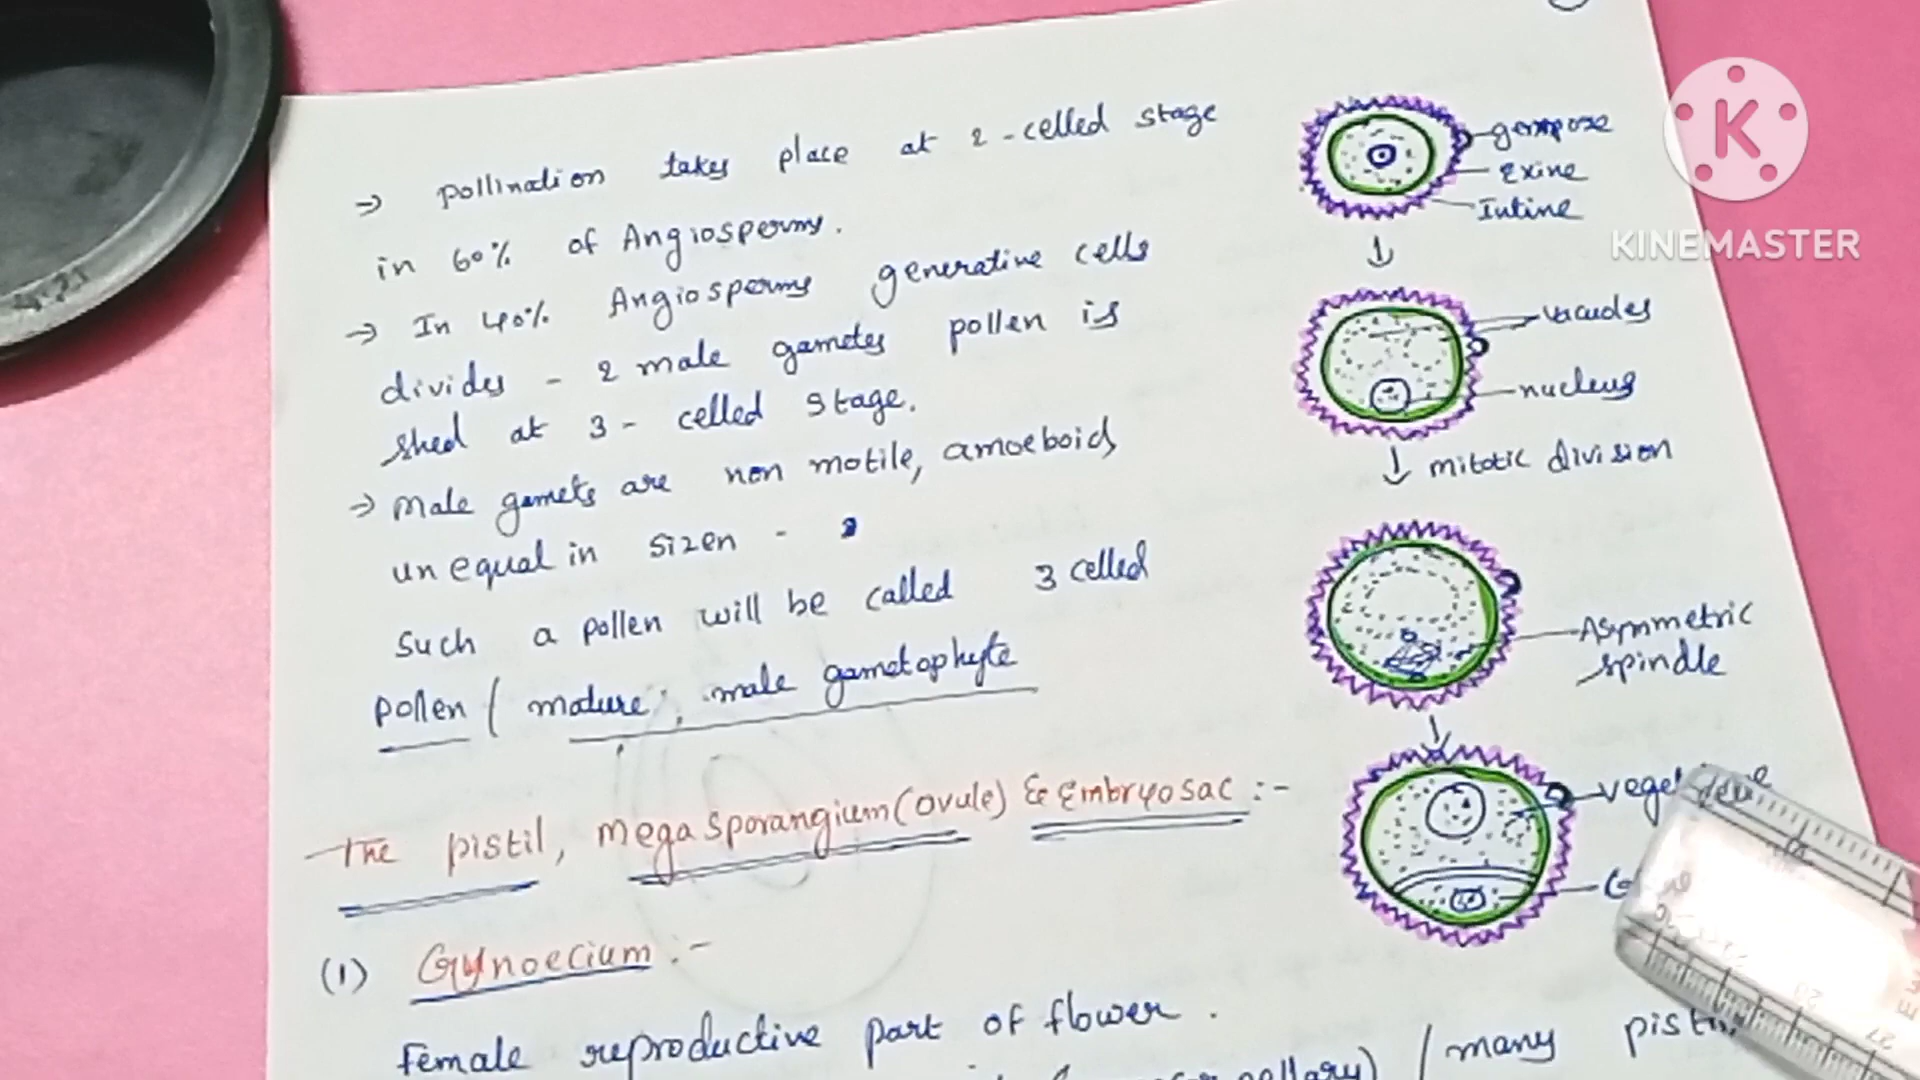 → pollination takes place at 2-celled stage
in 60% of Angiosperms.
→ In 40% Angiosperms generative cells
divides - 2 male gametes pollen is
shed at 3- celled stage.
→ Male gamets are non motile, amoeboid,
unequal in sizen -
Such a pollen will be called 3 celled
pollen / mature, male gametophyte
The pistil, Megasporangium (ovule) & Embryosac :-
(1) Gynoecium :-
Female reproductive part of flower.
/ many
germpore
Exine
Intine
vacuoles
nucleus
↓ mitotic division
Asymmetric
spindle
KINEMASTER